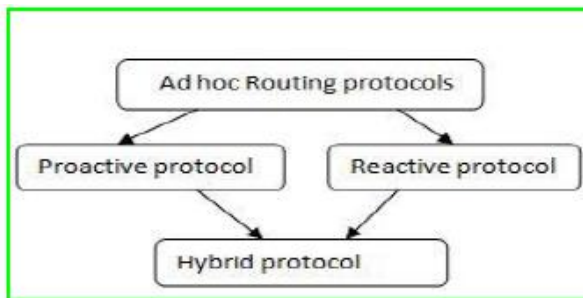 Ad hoc Routing protocols
Proactive protocol
Reactive protocol
Hybrid protocol